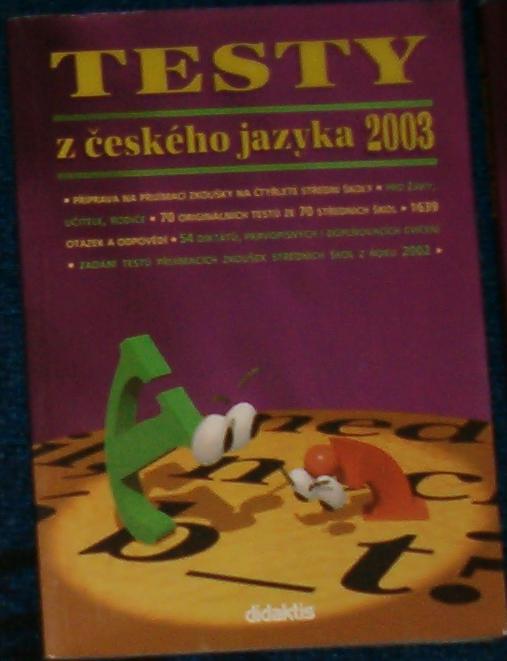 TESTY
z českého jazyka 2003
• PŘÍPRAVA NA PŘIJÍMACÍ ZKOUŠKY NA ČTYŘLETÉ STŘEDNÍ ŠKOLY • PRO ŽÁKY,
UČITELE, RODIČE • 70 ORIGINÁLNÍCH TESTŮ ZE 70 STŘEDNÍCH ŠKOL • 1639
OTÁZEK A ODPOVĚDÍ • 54 DIKTÁTŮ, PRAVOPISNÝCH I DOPLŇOVACÍCH CVIČENÍ
• ZADÁNÍ TESTŮ PŘIJÍMACÍCH ZKOUŠEK STŘEDNÍCH ŠKOL Z ROKU 2002 •
didaktis